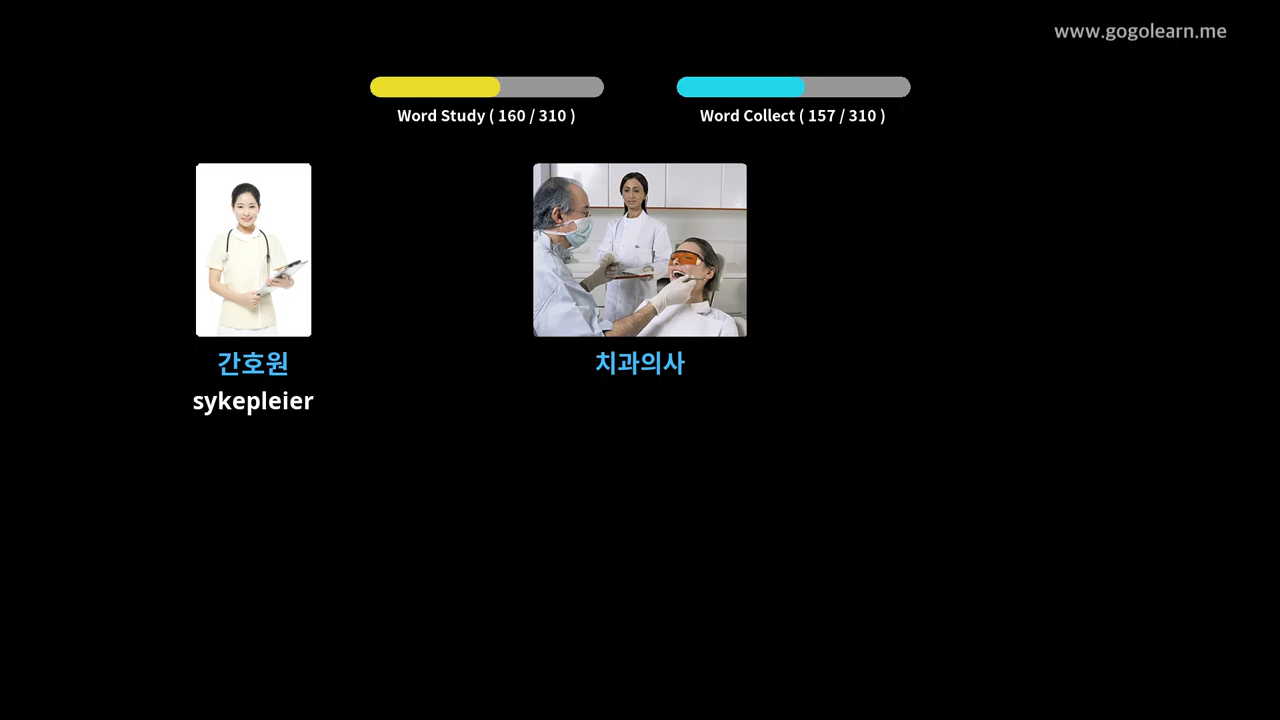 www.gogolearn.me
Word Study ( 160 / 310 )
Word Collect ( 157 / 310 )
간호원
sykepleier
치과의사